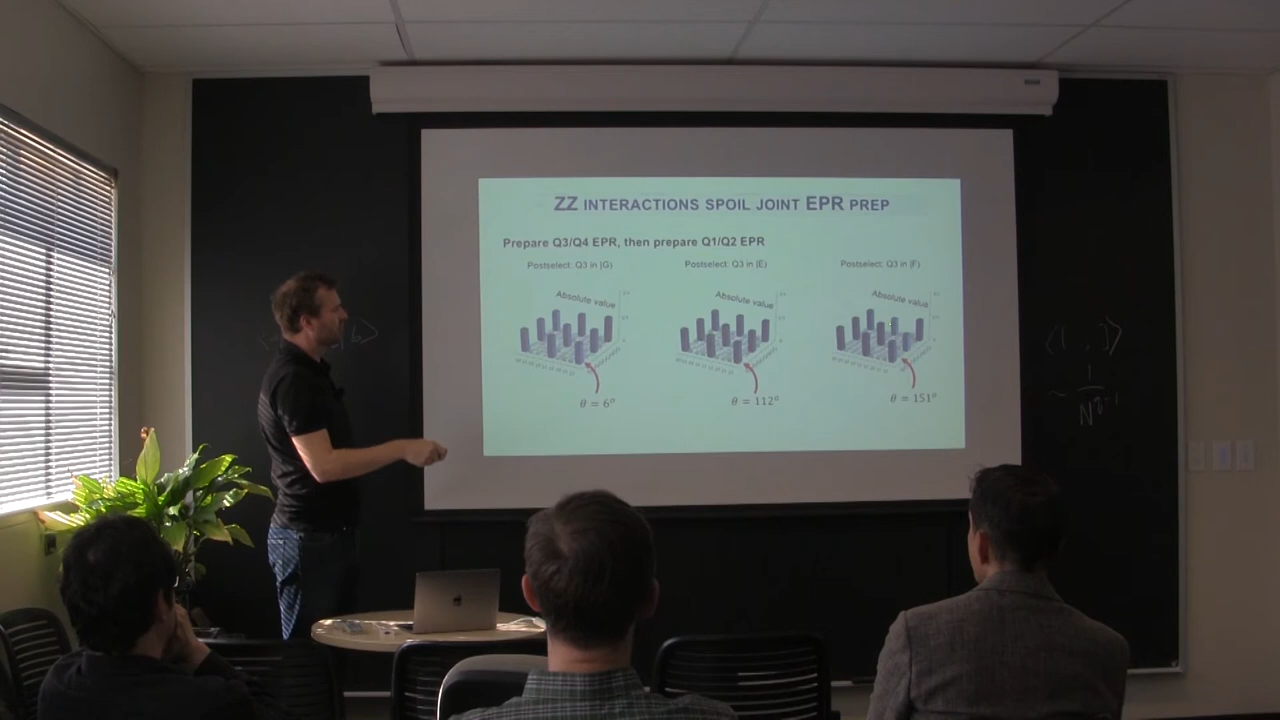 ZZ INTERACTIONS SPOIL JOINT EPR PREP
Prepare Q3/Q4 EPR, then prepare Q1/Q2 EPR
Postselect: Q3 in |G⟩
Postselect: Q3 in |E⟩
Postselect: Q3 in |F⟩
Absolute value
Absolute value
Absolute value
θ = 6°
θ = 112°
θ = 151°